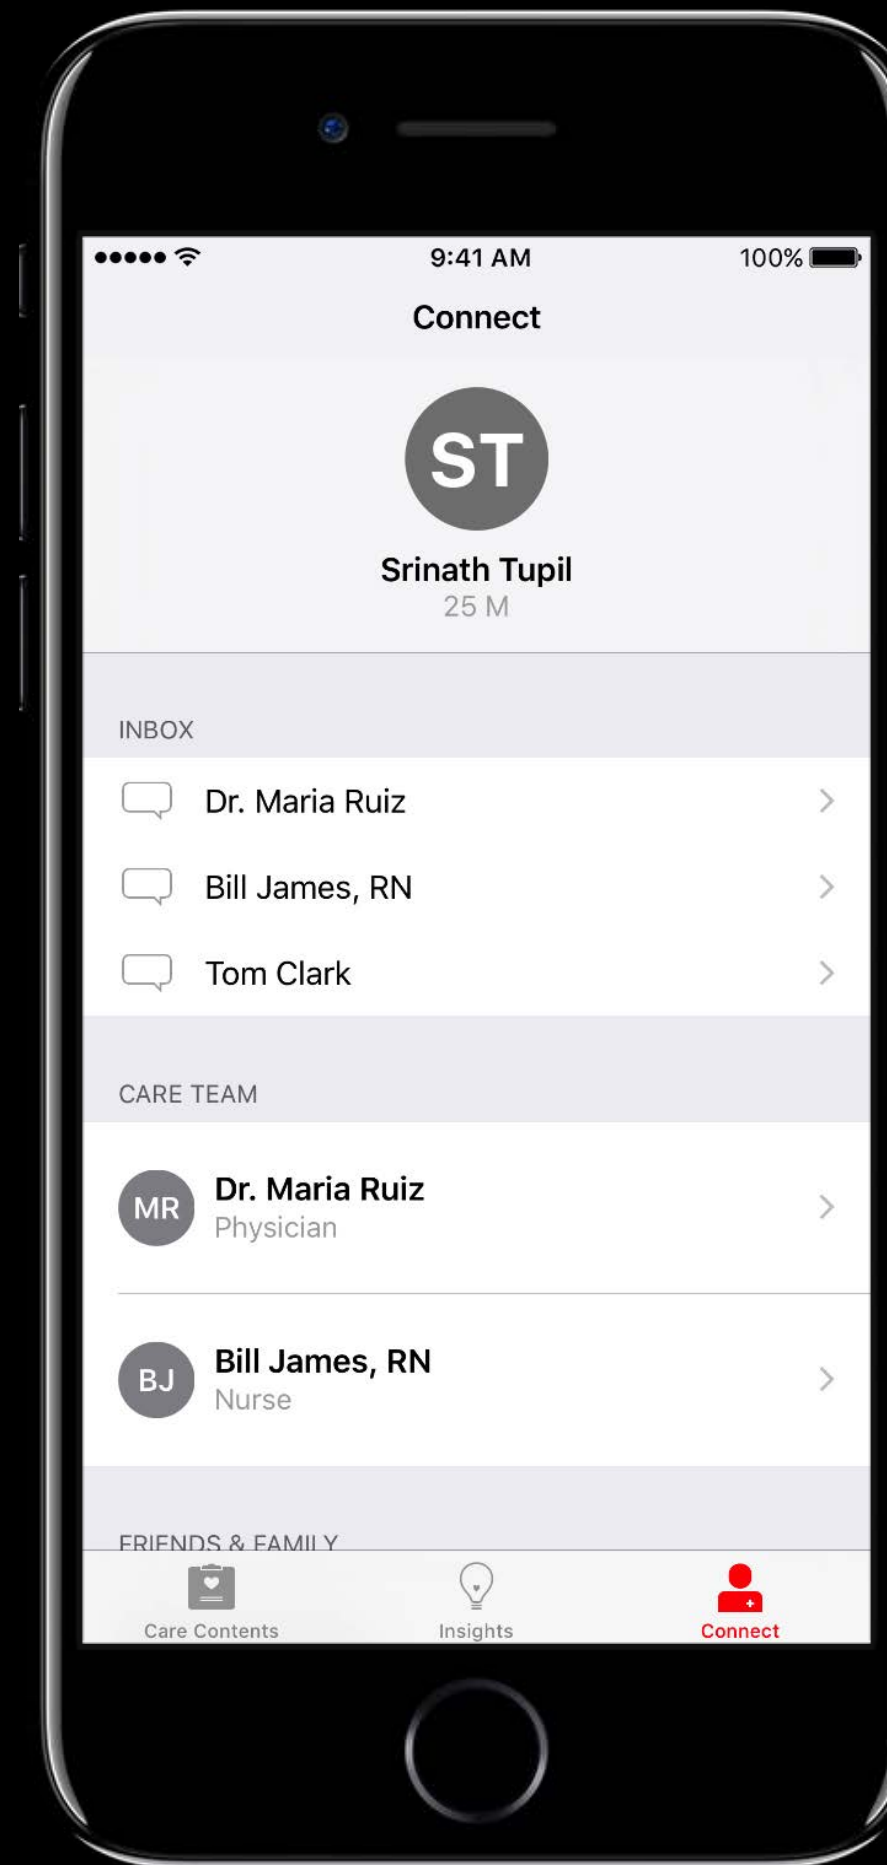 9:41 AM 100%
Connect
ST
Srinath Tupil
25 M
INBOX
Dr. Maria Ruiz
Bill James, RN
Tom Clark
CARE TEAM
MR
Dr. Maria Ruiz
Physician
BJ
Bill James, RN
Nurse
FRIENDS & FAMILY
Care Contents Insights Connect